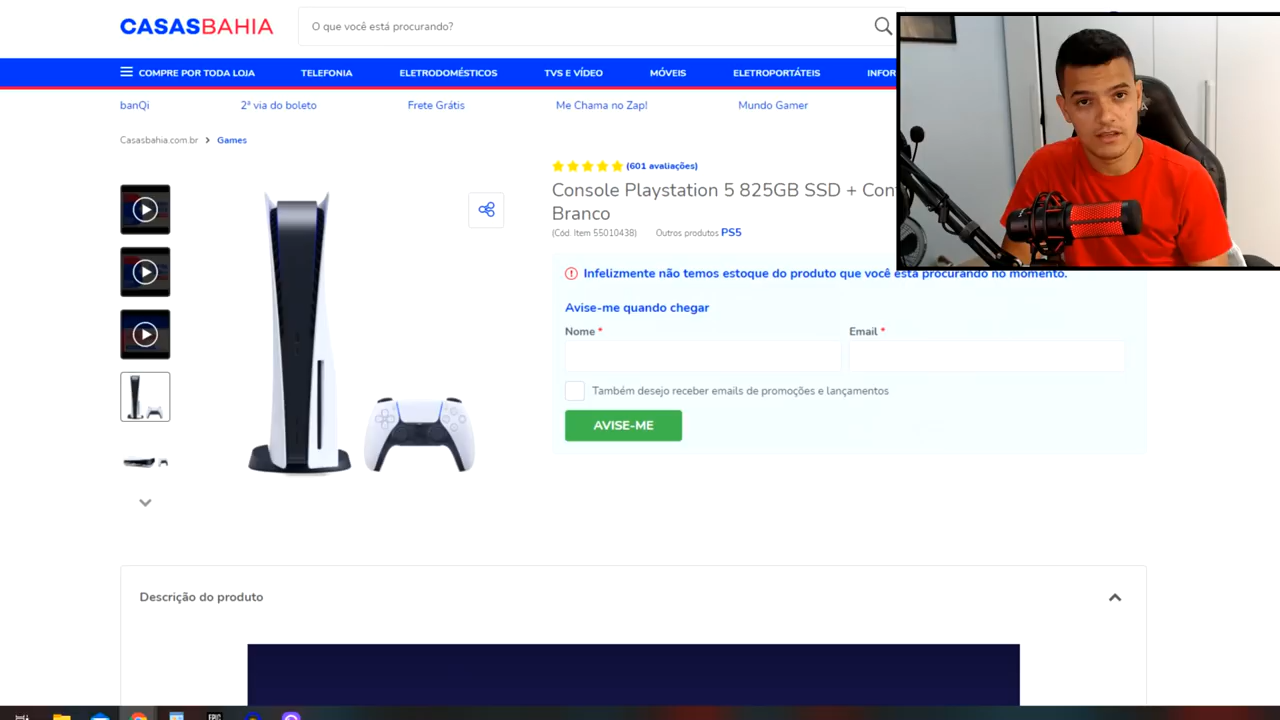 CASASBAHIA
O que você está procurando?
COMPRE POR TODA LOJA TELEFONIA ELETRODOMÉSTICOS TVS E VÍDEO MÓVEIS ELETROPORTÁTEIS INFOR
banQi 2ª via do boleto Frete Grátis Me Chama no Zap! Mundo Gamer
Casasbahia.com.br > Games
(601 avaliações)
Console Playstation 5 825GB SSD + Con
Branco
(Cód. Item 55010438) Outros produtos PS5
Infelizmente não temos estoque do produto que você está procurando no momento.
Avise-me quando chegar
Nome * Email *
Também desejo receber emails de promoções e lançamentos
AVISE-ME
Descrição do produto
EPIC